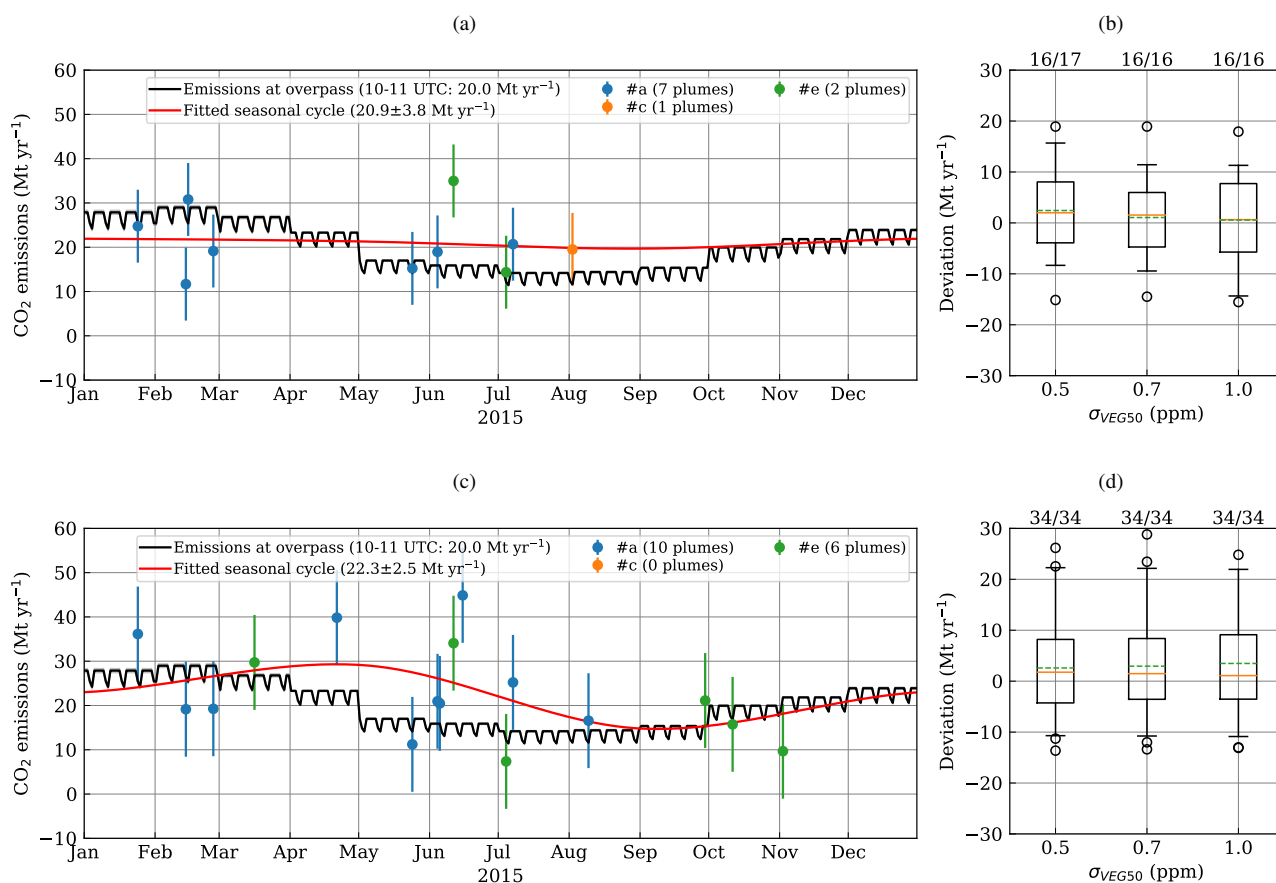 (a)
(b)
60
50
40
30
20
10
0
−10
CO₂ emissions (Mt yr⁻¹)
Emissions at overpass (10-11 UTC: 20.0 Mt yr⁻¹)
Fitted seasonal cycle (20.9±3.8 Mt yr⁻¹)
#a (7 plumes)
#c (1 plumes)
#e (2 plumes)
Jan Feb Mar Apr May Jun Jul Aug Sep Oct Nov Dec
2015
16/17 16/16 16/16
30
20
10
0
−10
−20
−30
Deviation (Mt yr⁻¹)
0.5 0.7 1.0
σVEG50 (ppm)
(c)
(d)
60
50
40
30
20
10
0
−10
CO₂ emissions (Mt yr⁻¹)
Emissions at overpass (10-11 UTC: 20.0 Mt yr⁻¹)
Fitted seasonal cycle (22.3±2.5 Mt yr⁻¹)
#a (10 plumes)
#c (0 plumes)
#e (6 plumes)
Jan Feb Mar Apr May Jun Jul Aug Sep Oct Nov Dec
2015
34/34 34/34 34/34
30
20
10
0
−10
−20
−30
Deviation (Mt yr⁻¹)
0.5 0.7 1.0
σVEG50 (ppm)